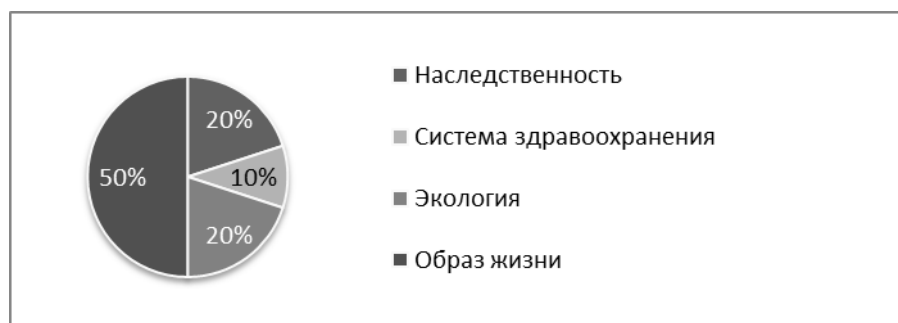 20%
10%
20%
50%
Наследственность
Система здравоохранения
Экология
Образ жизни